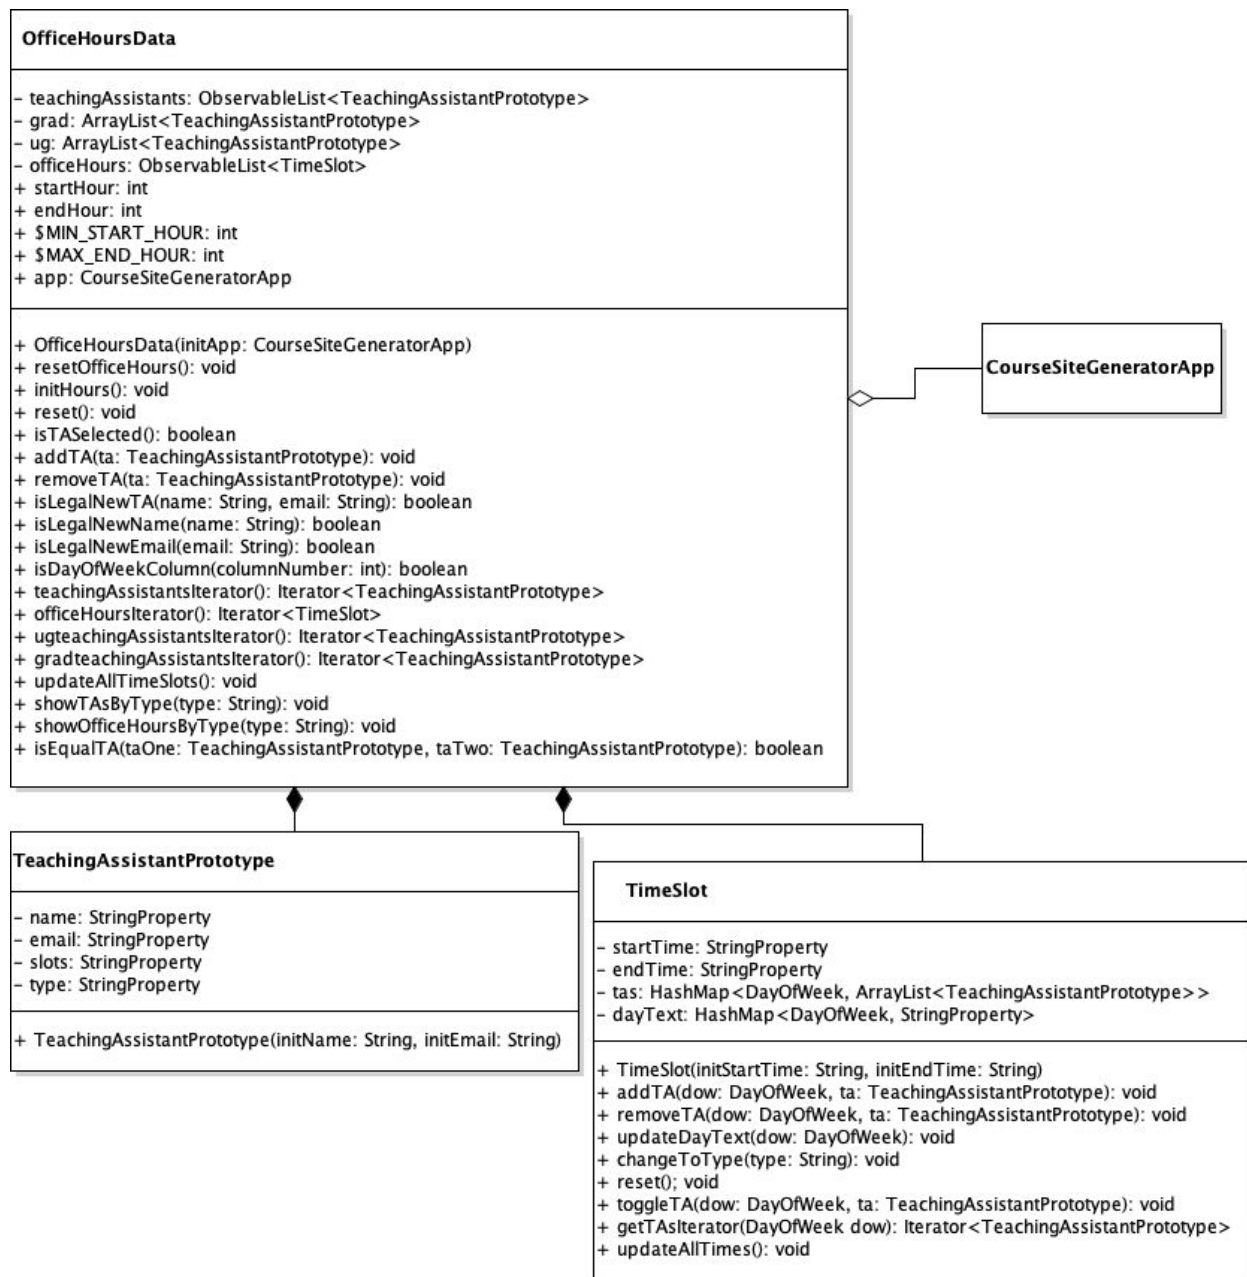 OfficeHoursData
- teachingAssistants: ObservableList<TeachingAssistantPrototype>
- grad: ArrayList<TeachingAssistantPrototype>
- ug: ArrayList<TeachingAssistantPrototype>
- officeHours: ObservableList<TimeSlot>
+ startHour: int
+ endHour: int
+ $MIN_START_HOUR: int
+ $MAX_END_HOUR: int
+ app: CourseSiteGeneratorApp
+ OfficeHoursData(initApp: CourseSiteGeneratorApp)
+ resetOfficeHours(): void
+ initHours(): void
+ reset(): void
+ isTASelected(): boolean
+ addTA(ta: TeachingAssistantPrototype): void
+ removeTA(ta: TeachingAssistantPrototype): void
+ isLegalNewTA(name: String, email: String): boolean
+ isLegalNewName(name: String): boolean
+ isLegalNewEmail(email: String): boolean
+ isDayOfWeekColumn(columnNumber: int): boolean
+ teachingAssistantsIterator(): Iterator<TeachingAssistantPrototype>
+ officeHoursIterator(): Iterator<TimeSlot>
+ ugteachingAssistantsIterator(): Iterator<TeachingAssistantPrototype>
+ gradteachingAssistantsIterator(): Iterator<TeachingAssistantPrototype>
+ updateAllTimeSlots(): void
+ showTAsByType(type: String): void
+ showOfficeHoursByType(type: String): void
+ isEqualTA(taOne: TeachingAssistantPrototype, taTwo: TeachingAssistantPrototype): boolean
CourseSiteGeneratorApp
TeachingAssistantPrototype
- name: StringProperty
- email: StringProperty
- slots: StringProperty
- type: StringProperty
+ TeachingAssistantPrototype(initName: String, initEmail: String)
TimeSlot
- startTime: StringProperty
- endTime: StringProperty
- tas: HashMap<DayOfWeek, ArrayList<TeachingAssistantPrototype>>
- dayText: HashMap<DayOfWeek, StringProperty>
+ TimeSlot(initStartTime: String, initEndTime: String)
+ addTA(dow: DayOfWeek, ta: TeachingAssistantPrototype): void
+ removeTA(dow: DayOfWeek, ta: TeachingAssistantPrototype): void
+ updateDayText(dow: DayOfWeek): void
+ changeToType(type: String): void
+ reset(); void
+ toggleTA(dow: DayOfWeek, ta: TeachingAssistantPrototype): void
+ getTAsIterator(DayOfWeek dow): Iterator<TeachingAssistantPrototype>
+ updateAllTimes(): void